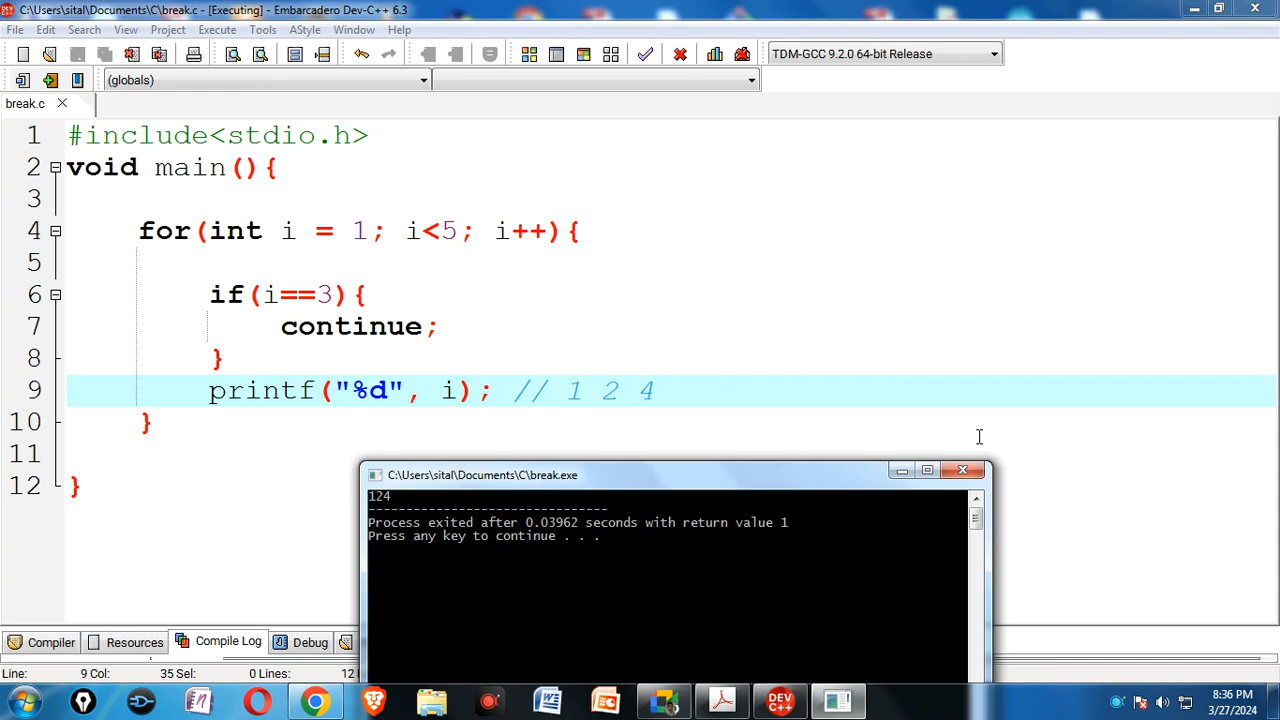 C:\Users\sital\Documents\C\break.c - [Executing] - Embarcadero Dev-C++ 6.3
File Edit Search View Project Execute Tools AStyle Window Help
TDM-GCC 9.2.0 64-bit Release
(globals)
break.c
1 #include<stdio.h>
2 void main(){
3
4 for(int i = 1; i<5; i++){
5
6 if(i==3){
7 continue;
8 }
9 printf("%d", i); // 1 2 4
10 }
11
12 }
C:\Users\sital\Documents\C\break.exe
124
--------------------------------
Process exited after 0.03962 seconds with return value 1
Press any key to continue . . .
Compiler Resources Compile Log Debug
Line: 9 Col: 35 Sel: 0 Lines: 12
DEV C++
8:36 PM
3/27/2024